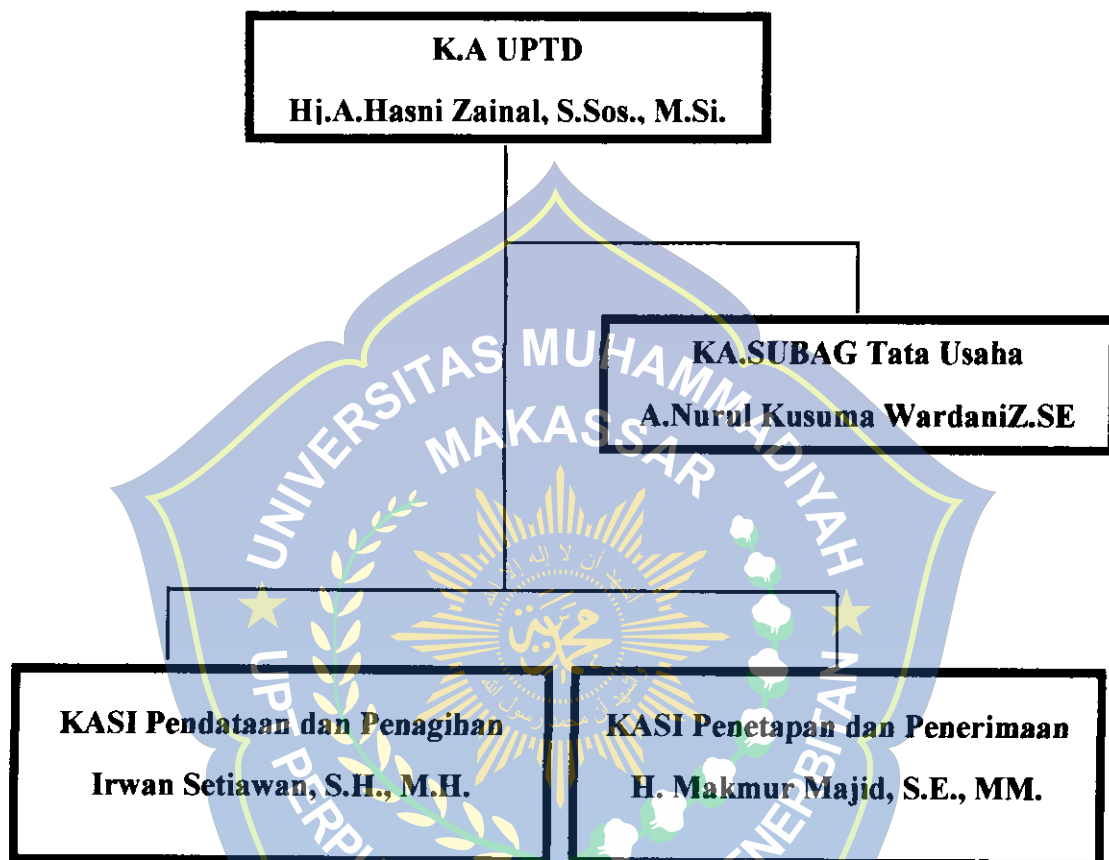 K.A UPTD
Hj.A.Hasni Zainal, S.Sos., M.Si.
KA.SUBAG Tata Usaha
A.Nurul Kusuma WardaniZ.SE
UNIVERSITAS MUHAMMADIYAH
MAKASSAR
KASI Pendataan dan Penagihan
Irwan Setiawan, S.H., M.H.
KASI Penetapan dan Penerimaan
H. Makmur Majid, S.E., MM.
UPT